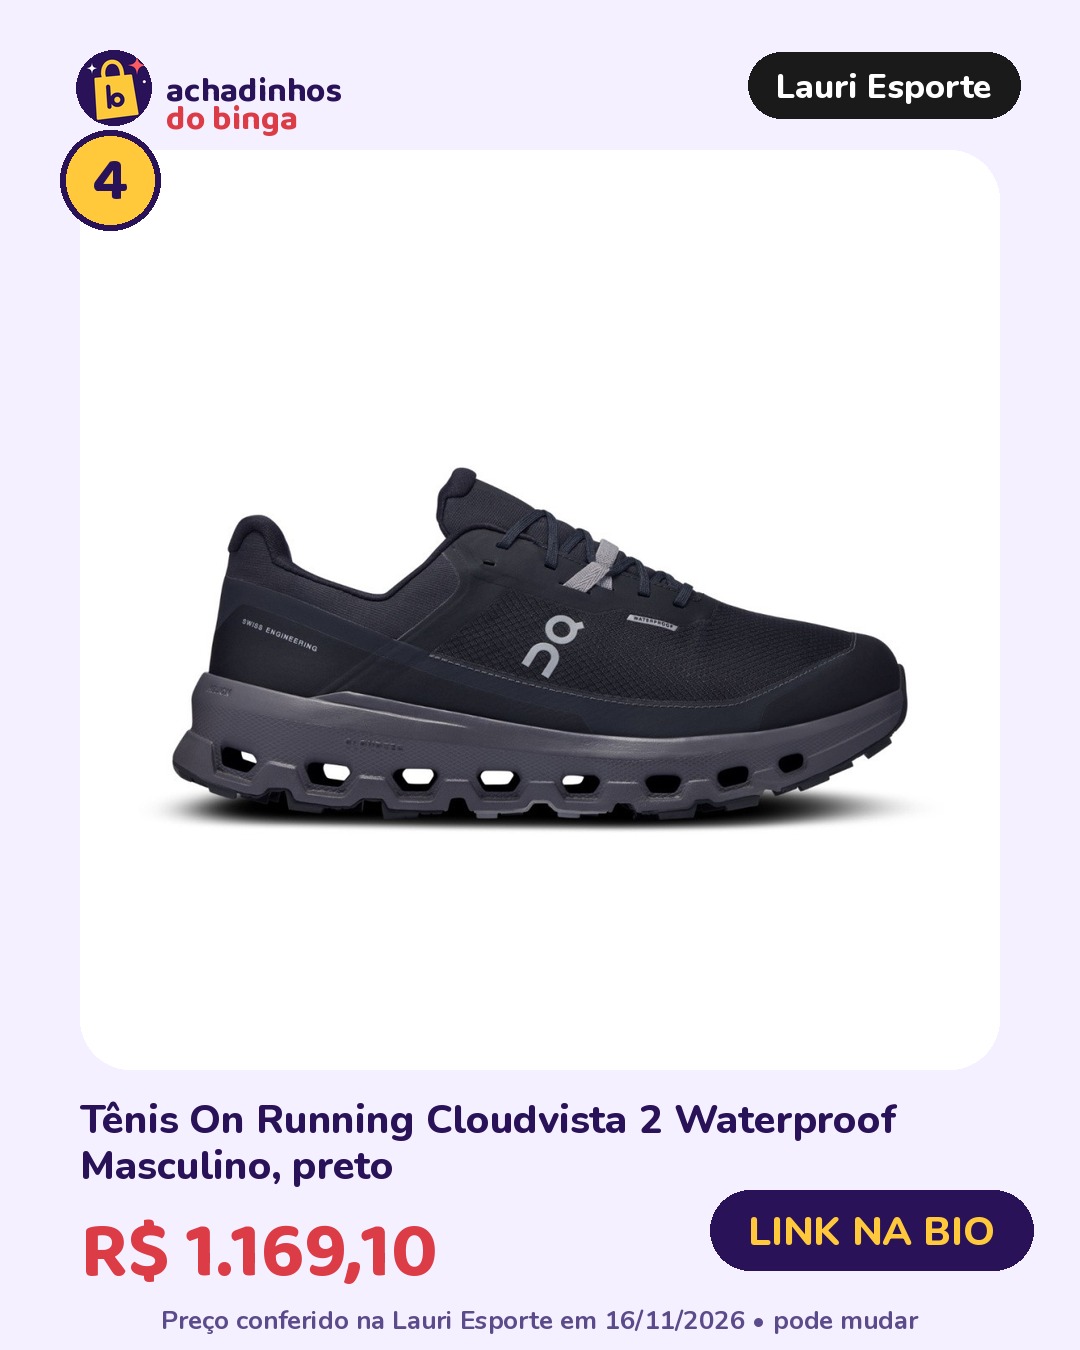 achadinhos
do binga
Lauri Esporte
4
SWISS ENGINEERING
WATERPROOF
Tênis On Running Cloudvista 2 Waterproof
Masculino, preto
R$ 1.169,10
LINK NA BIO
Preço conferido na Lauri Esporte em 16/11/2026 • pode mudar